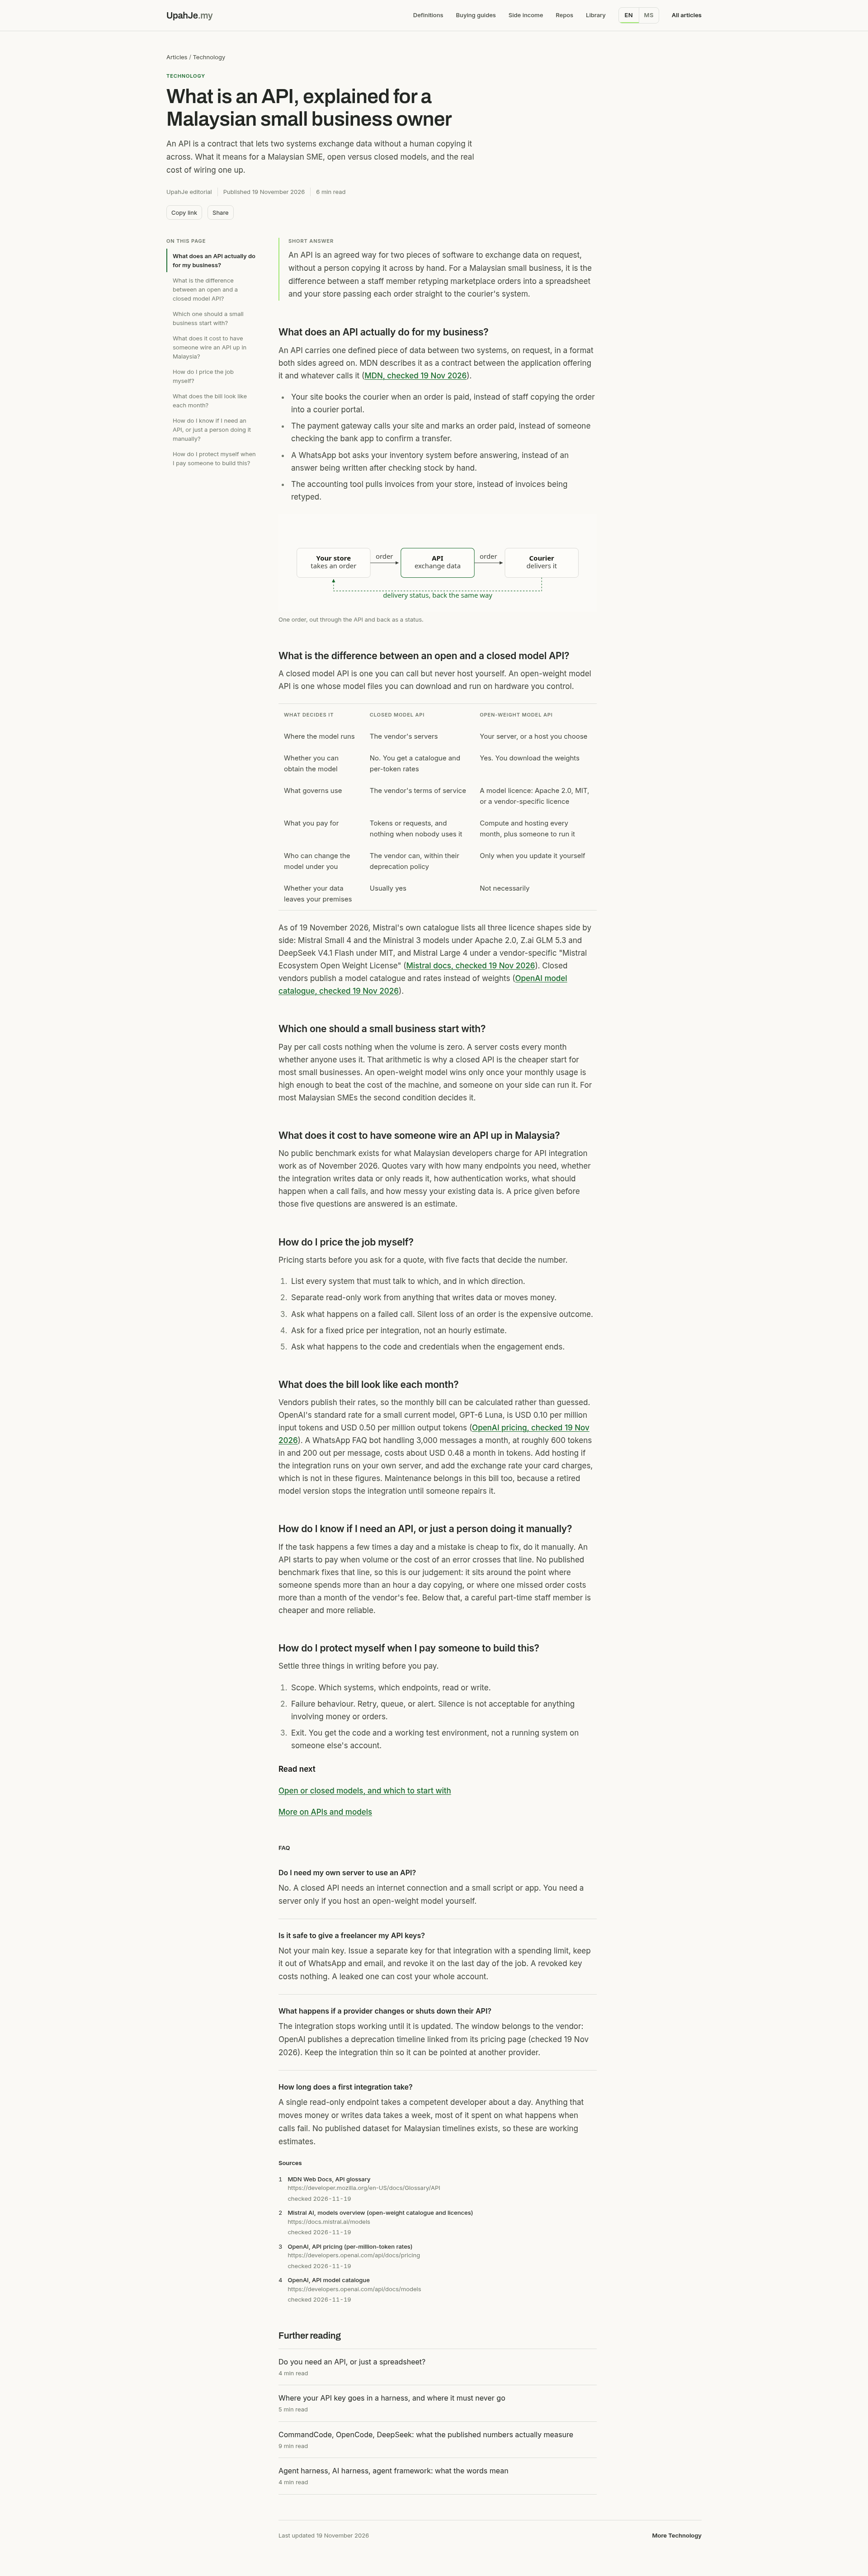 UpahJe.my
Definitions
Buying guides
Side income
Repos
Library
EN
MS
All articles
Articles / Technology
TECHNOLOGY
What is an API, explained for a
Malaysian small business owner
An API is a contract that lets two systems exchange data without a human copying it
across. What it means for a Malaysian SME, open versus closed models, and the real
cost of wiring one up.
UpahJe editorial
Published 19 November 2026
6 min read
Copy link
Share
ON THIS PAGE
What does an API actually do
for my business?
What is the difference
between an open and a
closed model API?
Which one should a small
business start with?
What does it cost to have
someone wire an API up in
Malaysia?
How do I price the job
myself?
What does the bill look like
each month?
How do I know if I need an
API, or just a person doing it
manually?
How do I protect myself when
I pay someone to build this?
SHORT ANSWER
An API is an agreed way for two pieces of software to exchange data on request,
without a person copying it across by hand. For a Malaysian small business, it is the
difference between a staff member retyping marketplace orders into a spreadsheet
and your store passing each order straight to the courier's system.
What does an API actually do for my business?
An API carries one defined piece of data between two systems, on request, in a format
both sides agreed on. MDN describes it as a contract between the application offering
it and whatever calls it (MDN, checked 19 Nov 2026).
• Your site books the courier when an order is paid, instead of staff copying the order
into a courier portal.
• The payment gateway calls your site and marks an order paid, instead of someone
checking the bank app to confirm a transfer.
• A WhatsApp bot asks your inventory system before answering, instead of an
answer being written after checking stock by hand.
• The accounting tool pulls invoices from your store, instead of invoices being
retyped.
Your store
takes an order
order
API
exchange data
order
Courier
delivers it
delivery status, back the same way
One order, out through the API and back as a status.
What is the difference between an open and a closed model API?
A closed model API is one you can call but never host yourself. An open-weight model
API is one whose model files you can download and run on hardware you control.
WHAT DECIDES IT
CLOSED MODEL API
OPEN-WEIGHT MODEL API
Where the model runs
The vendor's servers
Your server, or a host you choose
Whether you can
obtain the model
No. You get a catalogue and
per-token rates
Yes. You download the weights
What governs use
The vendor's terms of service
A model licence: Apache 2.0, MIT,
or a vendor-specific licence
What you pay for
Tokens or requests, and
nothing when nobody uses it
Compute and hosting every
month, plus someone to run it
Who can change the
model under you
The vendor can, within their
deprecation policy
Only when you update it yourself
Whether your data
leaves your premises
Usually yes
Not necessarily
As of 19 November 2026, Mistral's own catalogue lists all three licence shapes side by
side: Mistral Small 4 and the Ministral 3 models under Apache 2.0, Z.ai GLM 5.3 and
DeepSeek V4.1 Flash under MIT, and Mistral Large 4 under a vendor-specific "Mistral
Ecosystem Open Weight License" (Mistral docs, checked 19 Nov 2026). Closed
vendors publish a model catalogue and rates instead of weights (OpenAI model
catalogue, checked 19 Nov 2026).
Which one should a small business start with?
Pay per call costs nothing when the volume is zero. A server costs every month
whether anyone uses it. That arithmetic is why a closed API is the cheaper start for
most small businesses. An open-weight model wins only once your monthly usage is
high enough to beat the cost of the machine, and someone on your side can run it. For
most Malaysian SMEs the second condition decides it.
What does it cost to have someone wire an API up in Malaysia?
No public benchmark exists for what Malaysian developers charge for API integration
work as of November 2026. Quotes vary with how many endpoints you need, whether
the integration writes data or only reads it, how authentication works, what should
happen when a call fails, and how messy your existing data is. A price given before
those five questions are answered is an estimate.
How do I price the job myself?
Pricing starts before you ask for a quote, with five facts that decide the number.
1. List every system that must talk to which, and in which direction.
2. Separate read-only work from anything that writes data or moves money.
3. Ask what happens on a failed call. Silent loss of an order is the expensive outcome.
4. Ask for a fixed price per integration, not an hourly estimate.
5. Ask what happens to the code and credentials when the engagement ends.
What does the bill look like each month?
Vendors publish their rates, so the monthly bill can be calculated rather than guessed.
OpenAI's standard rate for a small current model, GPT-6 Luna, is USD 0.10 per million
input tokens and USD 0.50 per million output tokens (OpenAI pricing, checked 19 Nov
2026). A WhatsApp FAQ bot handling 3,000 messages a month, at roughly 600 tokens
in and 200 out per message, costs about USD 0.48 a month in tokens. Add hosting if
the integration runs on your own server, and add the exchange rate your card charges,
which is not in these figures. Maintenance belongs in this bill too, because a retired
model version stops the integration until someone repairs it.
How do I know if I need an API, or just a person doing it manually?
If the task happens a few times a day and a mistake is cheap to fix, do it manually. An
API starts to pay when volume or the cost of an error crosses that line. No published
benchmark fixes that line, so this is our judgement: it sits around the point where
someone spends more than an hour a day copying, or where one missed order costs
more than a month of the vendor's fee. Below that, a careful part-time staff member is
cheaper and more reliable.
How do I protect myself when I pay someone to build this?
Settle three things in writing before you pay.
1. Scope. Which systems, which endpoints, read or write.
2. Failure behaviour. Retry, queue, or alert. Silence is not acceptable for anything
involving money or orders.
3. Exit. You get the code and a working test environment, not a running system on
someone else's account.
Read next
Open or closed models, and which to start with
More on APIs and models
FAQ
Do I need my own server to use an API?
No. A closed API needs an internet connection and a small script or app. You need a
server only if you host an open-weight model yourself.
Is it safe to give a freelancer my API keys?
Not your main key. Issue a separate key for that integration with a spending limit, keep
it out of WhatsApp and email, and revoke it on the last day of the job. A revoked key
costs nothing. A leaked one can cost your whole account.
What happens if a provider changes or shuts down their API?
The integration stops working until it is updated. The window belongs to the vendor:
OpenAI publishes a deprecation timeline linked from its pricing page (checked 19 Nov
2026). Keep the integration thin so it can be pointed at another provider.
How long does a first integration take?
A single read-only endpoint takes a competent developer about a day. Anything that
moves money or writes data takes a week, most of it spent on what happens when
calls fail. No published dataset for Malaysian timelines exists, so these are working
estimates.
Sources
1 MDN Web Docs, API glossary
https://developer.mozilla.org/en-US/docs/Glossary/API
checked 2026-11-19
2 Mistral AI, models overview (open-weight catalogue and licences)
https://docs.mistral.ai/models
checked 2026-11-19
3 OpenAI, API pricing (per-million-token rates)
https://developers.openai.com/api/docs/pricing
checked 2026-11-19
4 OpenAI, API model catalogue
https://developers.openai.com/api/docs/models
checked 2026-11-19
Further reading
Do you need an API, or just a spreadsheet?
4 min read
Where your API key goes in a harness, and where it must never go
5 min read
CommandCode, OpenCode, DeepSeek: what the published numbers actually measure
9 min read
Agent harness, AI harness, agent framework: what the words mean
4 min read
Last updated 19 November 2026
More Technology